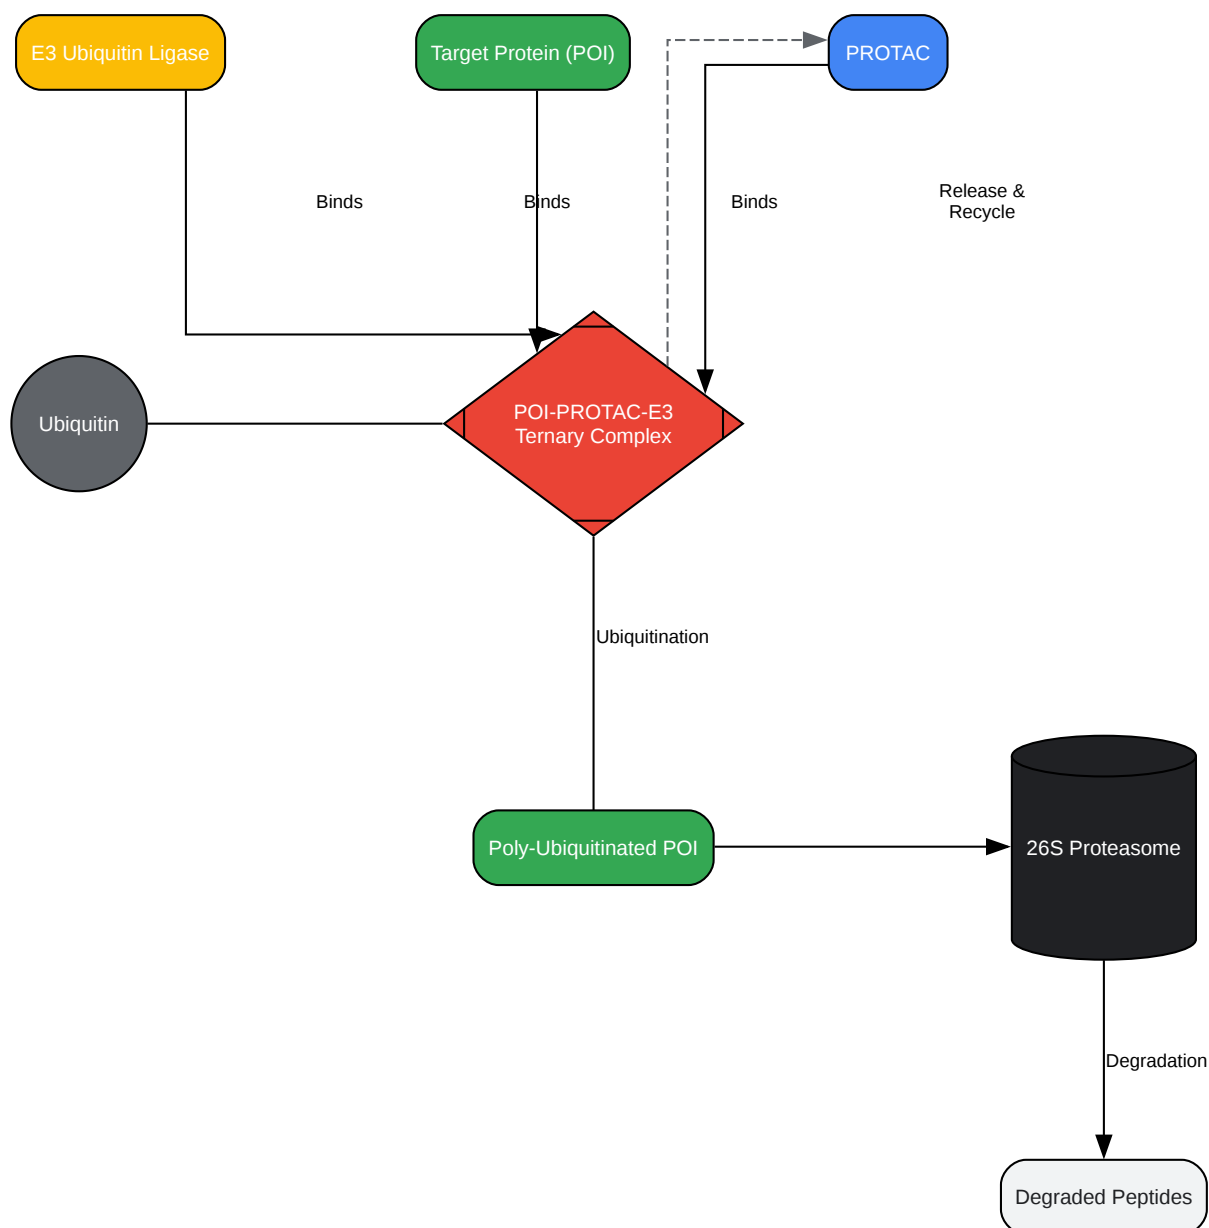 E3 Ubiquitin Ligase
Target Protein (POI)
PROTAC
Binds
Binds
Binds
Release &
Recycle
Ubiquitin
POI-PROTAC-E3
Ternary Complex
Ubiquitination
Poly-Ubiquitinated POI
26S Proteasome
Degradation
Degraded Peptides